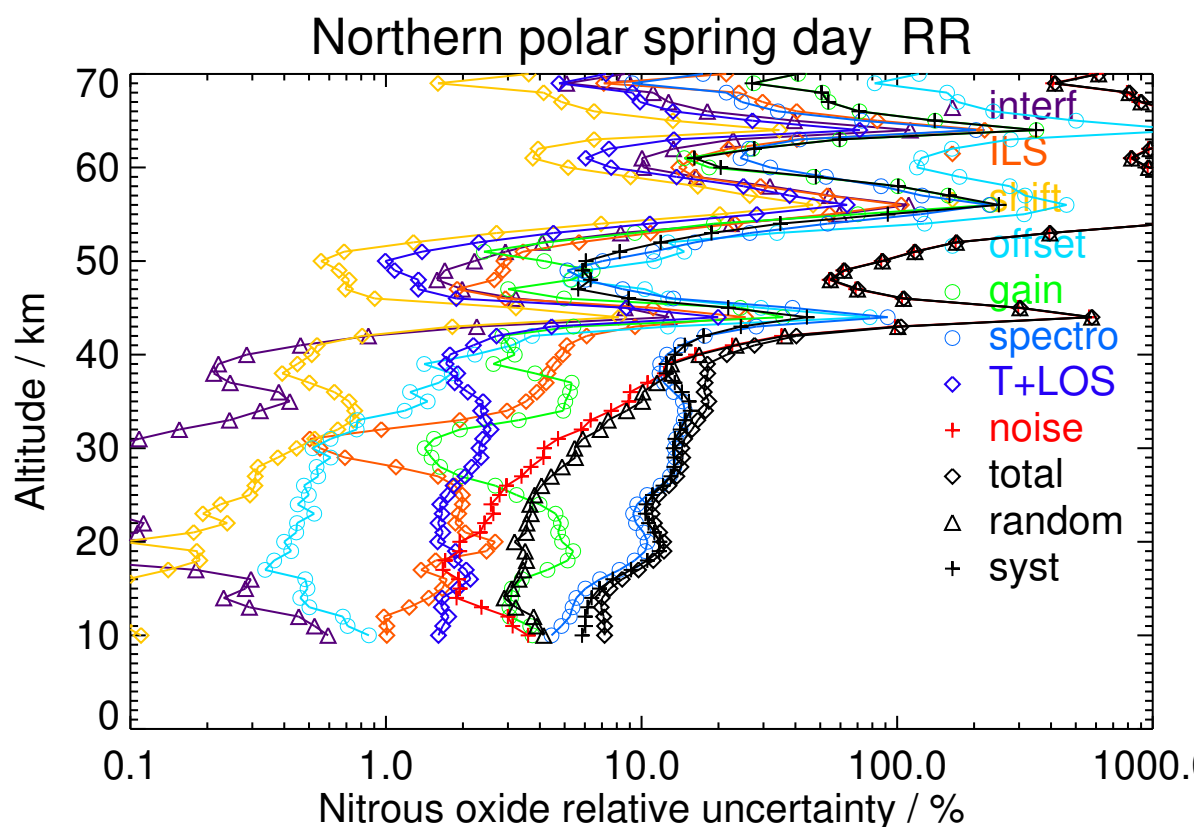 Northern polar spring day RR
70
60
50
40
30
20
10
0
Altitude / km
interf
ILS
shift
offset
gain
spectro
T+LOS
noise
total
random
syst
0.1 1.0 10.0 100.0 1000.0
Nitrous oxide relative uncertainty / %